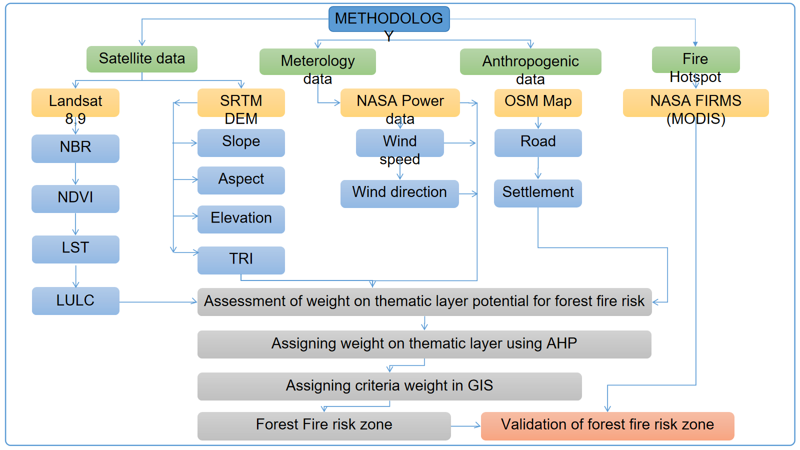 METHODOLOG
Y
Satellite data
Meterology
data
Anthropogenic
data
Fire
Hotspot
Landsat
8,9
SRTM
DEM
NASA Power
data
OSM Map
NASA FIRMS
(MODIS)
NBR
NDVI
LST
LULC
Slope
Aspect
Elevation
TRI
Wind
speed
Wind direction
Road
Settlement
Assessment of weight on thematic layer potential for forest fire risk
Assigning weight on thematic layer using AHP
Assigning criteria weight in GIS
Forest Fire risk zone
Validation of forest fire risk zone